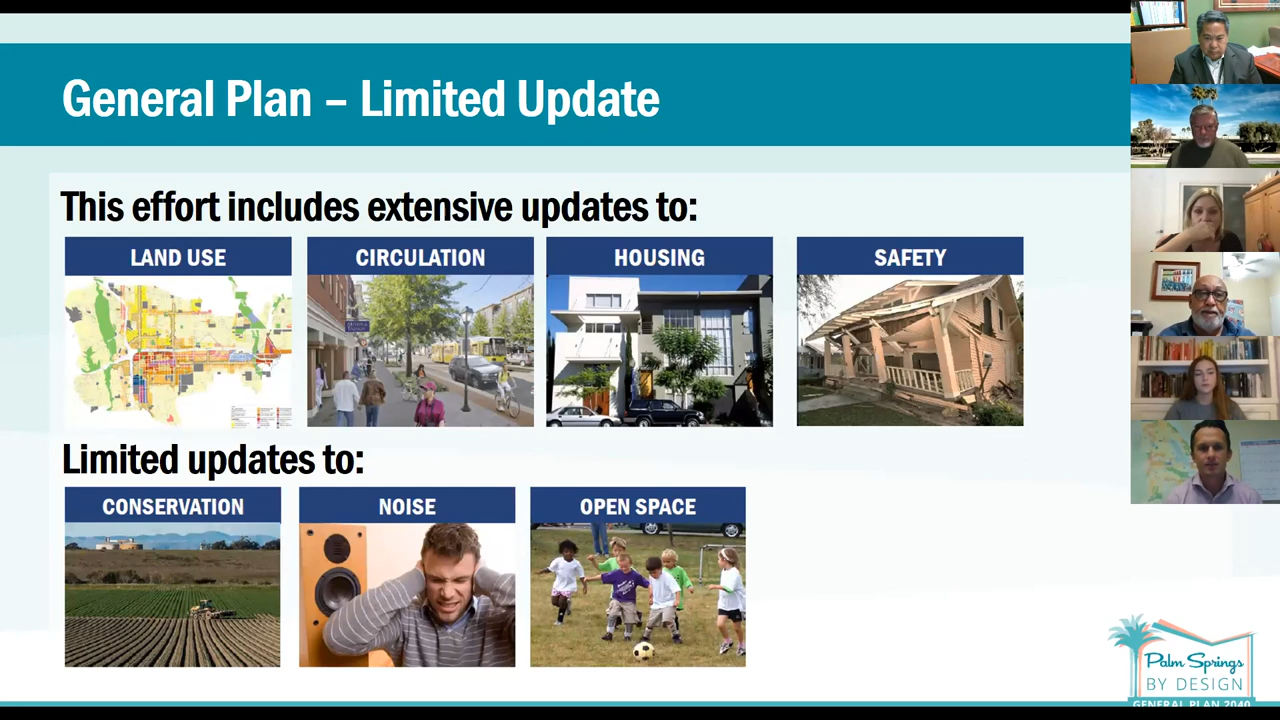 General Plan – Limited Update
This effort includes extensive updates to:
LAND USE
CIRCULATION
HOUSING
SAFETY
Limited updates to:
CONSERVATION
NOISE
OPEN SPACE
Palm Springs
BY DESIGN
GENERAL PLAN 2040